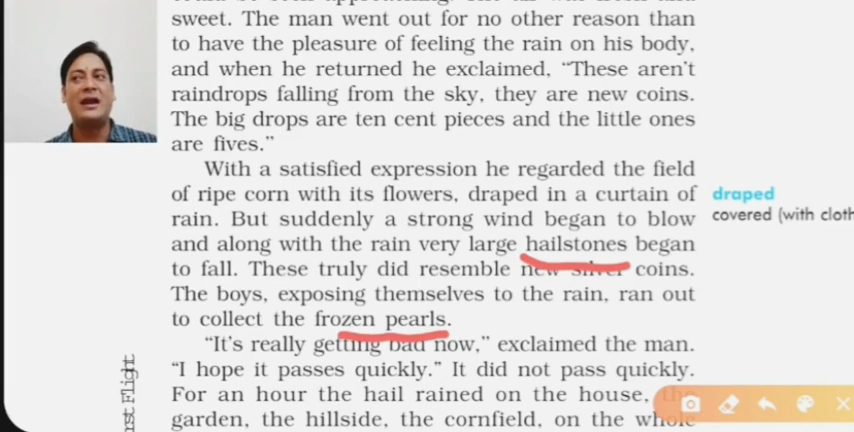 sweet. The man went out for no other reason than
to have the pleasure of feeling the rain on his body,
and when he returned he exclaimed, “These aren’t
raindrops falling from the sky, they are new coins.
The big drops are ten cent pieces and the little ones
are fives.”
With a satisfied expression he regarded the field
of ripe corn with its flowers, draped in a curtain of
rain. But suddenly a strong wind began to blow
and along with the rain very large hailstones began
to fall. These truly did resemble new silver coins.
The boys, exposing themselves to the rain, ran out
to collect the frozen pearls.
“It’s really getting bad now,” exclaimed the man.
“I hope it passes quickly.” It did not pass quickly.
For an hour the hail rained on the house, the
garden, the hillside, the cornfield, on the whole
draped
covered (with cloth
Flight